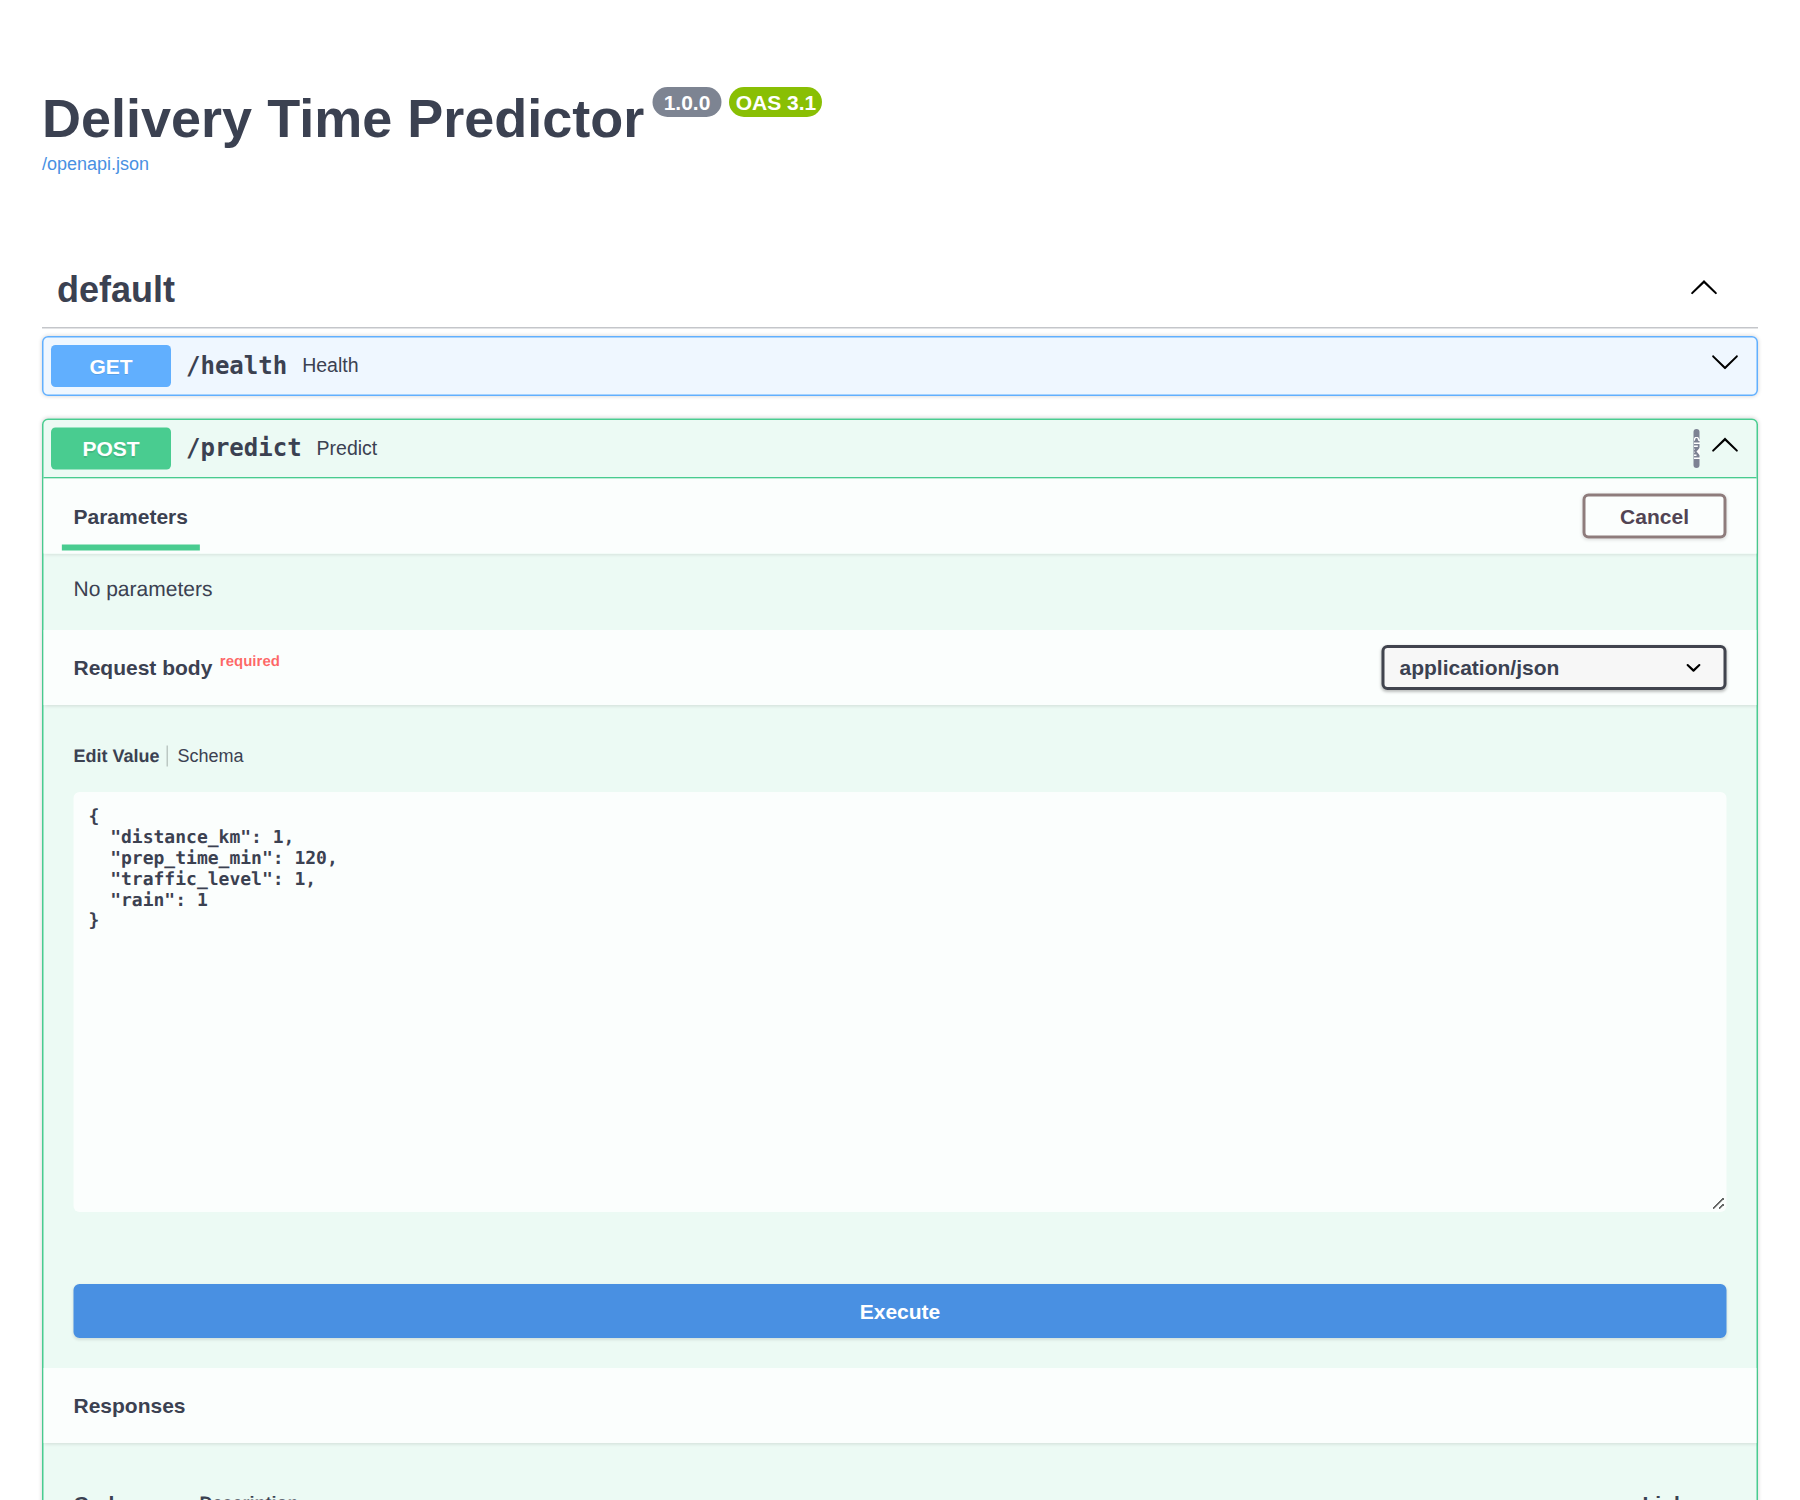 Delivery Time Predictor 1.0.0 OAS 3.1
/openapi.json
default
GET /health Health
POST /predict Predict
Parameters
Cancel
No parameters
Request body required
application/json
Edit Value Schema
{
  "distance_km": 1,
  "prep_time_min": 120,
  "traffic_level": 1,
  "rain": 1
}
Execute
Responses